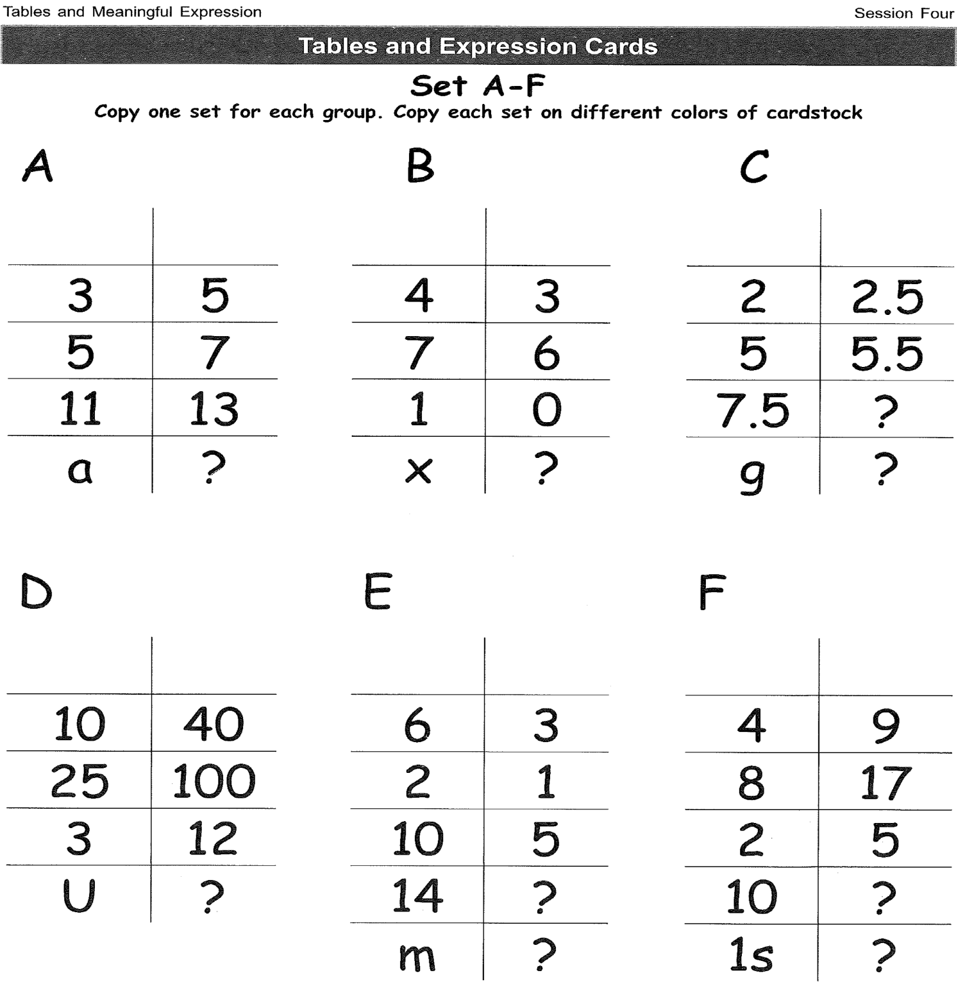 Tables and Meaningful Expression
Session Four
Tables and Expression Cards
Set A-F
Copy one set for each group. Copy each set on different colors of cardstock
A
3 5
5 7
11 13
a ?
B
4 3
7 6
1 0
x ?
C
2 2.5
5 5.5
7.5 ?
g ?
D
10 40
25 100
3 12
U ?
E
6 3
2 1
10 5
14 ?
m ?
F
4 9
8 17
2 5
10 ?
1s ?